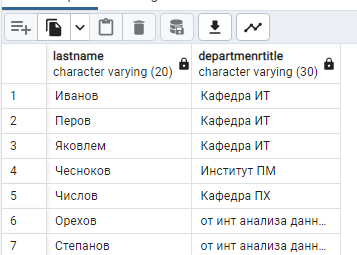 lastname departmenrtitle
character varying (20) character varying (30)
1 Иванов Кафедра ИТ
2 Перов Кафедра ИТ
3 Яковлем Кафедра ИТ
4 Чесноков Институт ПМ
5 Числов Кафедра ПХ
6 Орехов от инт анализа данн...
7 Степанов от инт анализа данн...